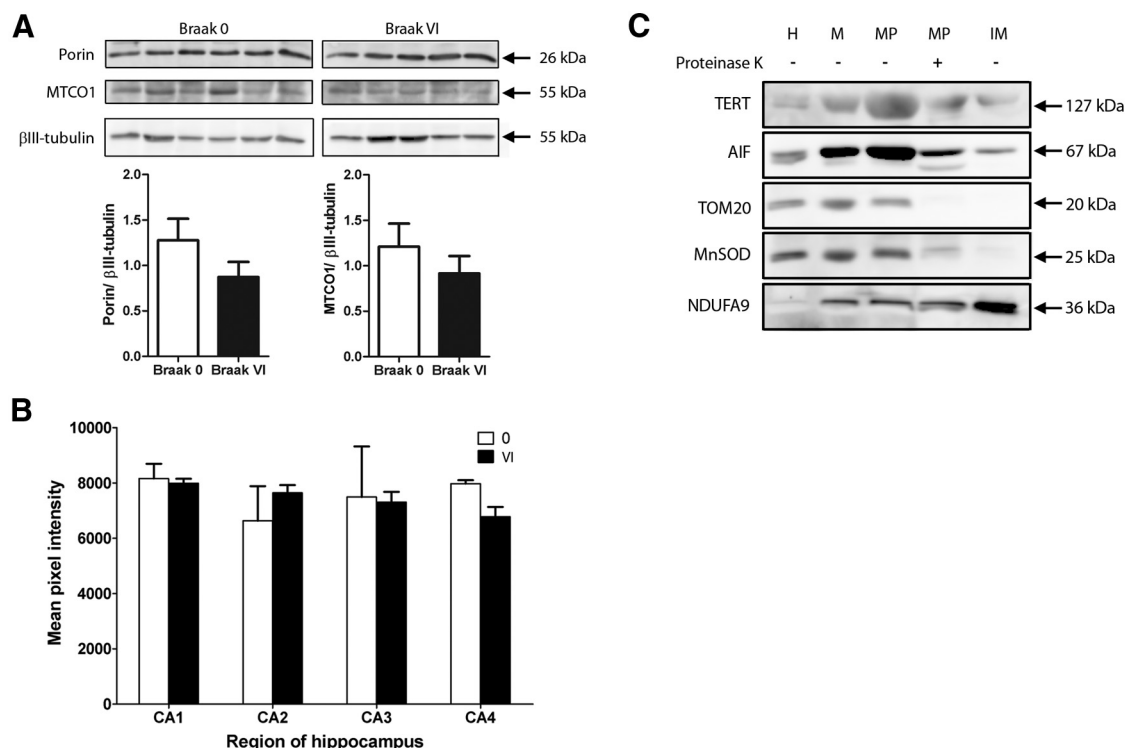 A
Braak 0 Braak VI
Porin 26 kDa
MTCO1 55 kDa
βIII-tubulin 55 kDa
Porin/ βIII-tubulin
2.0
1.5
1.0
0.5
0.0
Braak 0 Braak VI
MTCO1/ βIII-tubulin
2.0
1.5
1.0
0.5
0.0
Braak 0 Braak VI
B
Mean pixel intensity
10000
8000
6000
4000
2000
0
0
VI
CA1 CA2 CA3 CA4
Region of hippocampus
C
H M MP MP IM
Proteinase K - - - + -
TERT 127 kDa
AIF 67 kDa
TOM20 20 kDa
MnSOD 25 kDa
NDUFA9 36 kDa